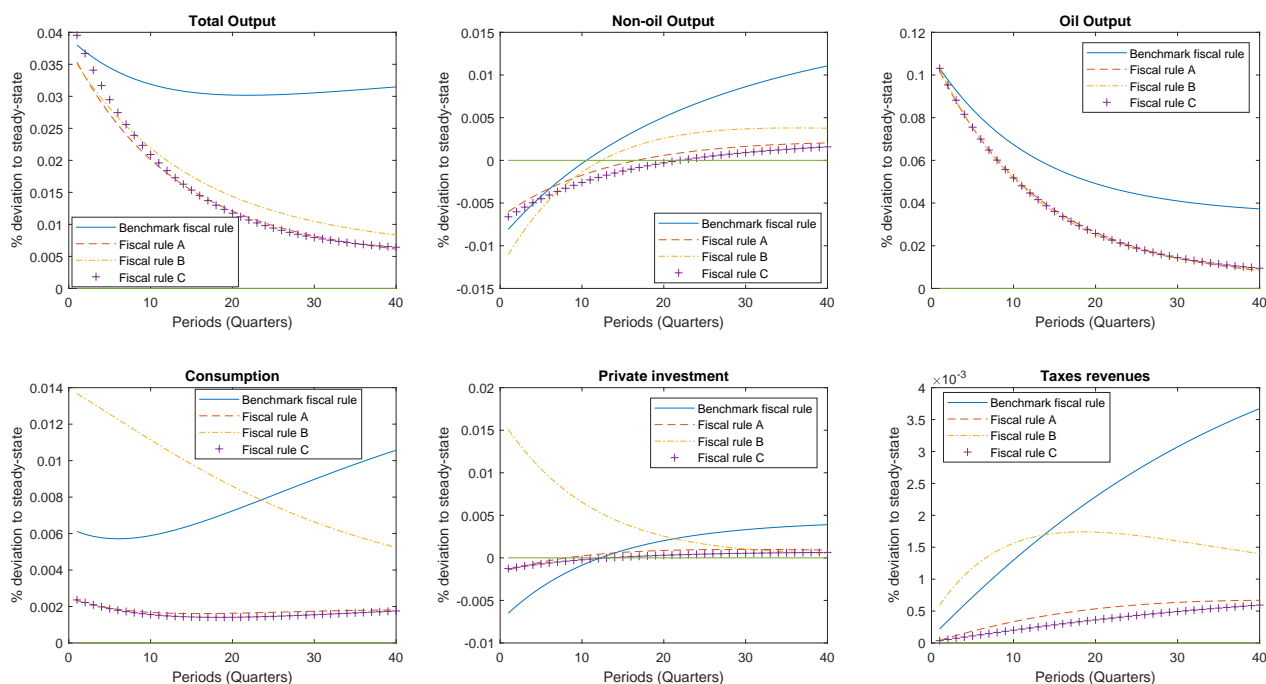 Total Output
% deviation to steady-state
0.04
0.035
0.03
0.025
0.02
0.015
0.01
0.005
0
Benchmark fiscal rule
Fiscal rule A
Fiscal rule B
Fiscal rule C
0 10 20 30 40
Periods (Quarters)
Non-oil Output
% deviation to steady-state
0.015
0.01
0.005
0
-0.005
-0.01
-0.015
Benchmark fiscal rule
Fiscal rule A
Fiscal rule B
Fiscal rule C
0 10 20 30 40
Periods (Quarters)
Oil Output
% deviation to steady-state
0.12
0.1
0.08
0.06
0.04
0.02
0
Benchmark fiscal rule
Fiscal rule A
Fiscal rule B
Fiscal rule C
0 10 20 30 40
Periods (Quarters)
Consumption
% deviation to steady-state
0.014
0.012
0.01
0.008
0.006
0.004
0.002
0
Benchmark fiscal rule
Fiscal rule A
Fiscal rule B
Fiscal rule C
0 10 20 30 40
Periods (Quarters)
Private investment
% deviation to steady-state
0.02
0.015
0.01
0.005
0
-0.005
-0.01
Benchmark fiscal rule
Fiscal rule A
Fiscal rule B
Fiscal rule C
0 10 20 30 40
Periods (Quarters)
Taxes revenues
×10⁻³
% deviation to steady-state
4
3.5
3
2.5
2
1.5
1
0.5
0
Benchmark fiscal rule
Fiscal rule A
Fiscal rule B
Fiscal rule C
0 10 20 30 40
Periods (Quarters)